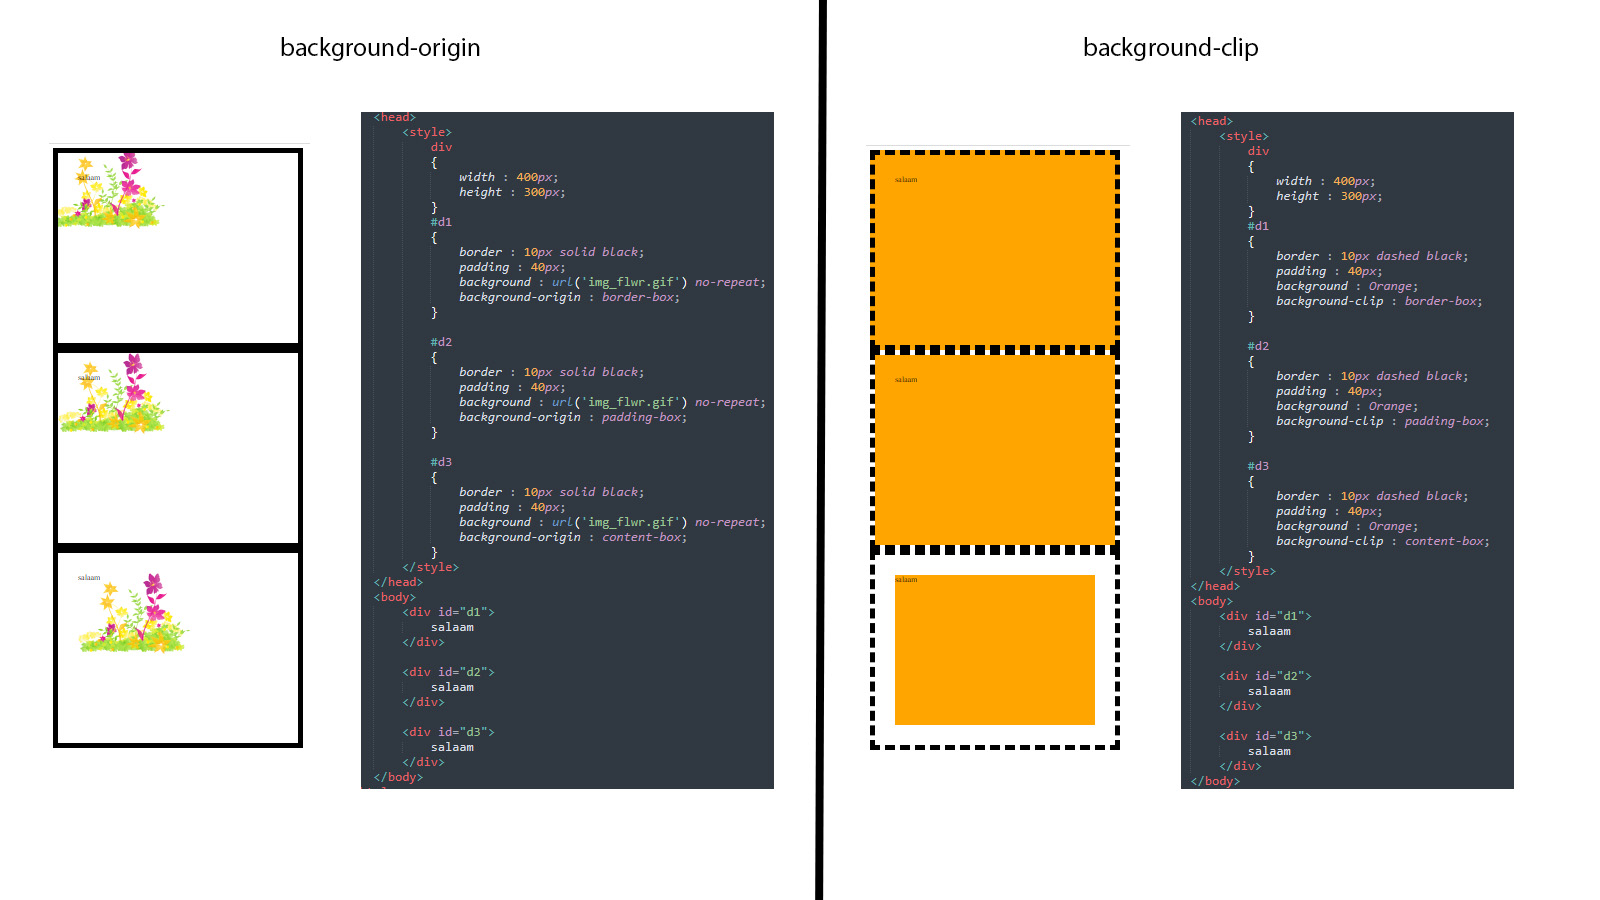 background-origin
salaam
salaam
salaam
<head>
<style>
div
{
width : 400px;
height : 300px;
}
#d1
{
border : 10px solid black;
padding : 40px;
background : url('img_flwr.gif') no-repeat;
background-origin : border-box;
}
#d2
{
border : 10px solid black;
padding : 40px;
background : url('img_flwr.gif') no-repeat;
background-origin : padding-box;
}
#d3
{
border : 10px solid black;
padding : 40px;
background : url('img_flwr.gif') no-repeat;
background-origin : content-box;
}
</style>
</head>
<body>
<div id="d1">
salaam
</div>
<div id="d2">
salaam
</div>
<div id="d3">
salaam
</div>
</body>
background-clip
salaam
salaam
salaam
<head>
<style>
div
{
width : 400px;
height : 300px;
}
#d1
{
border : 10px dashed black;
padding : 40px;
background : Orange;
background-clip : border-box;
}
#d2
{
border : 10px dashed black;
padding : 40px;
background : Orange;
background-clip : padding-box;
}
#d3
{
border : 10px dashed black;
padding : 40px;
background : Orange;
background-clip : content-box;
}
</style>
</head>
<body>
<div id="d1">
salaam
</div>
<div id="d2">
salaam
</div>
<div id="d3">
salaam
</div>
</body>